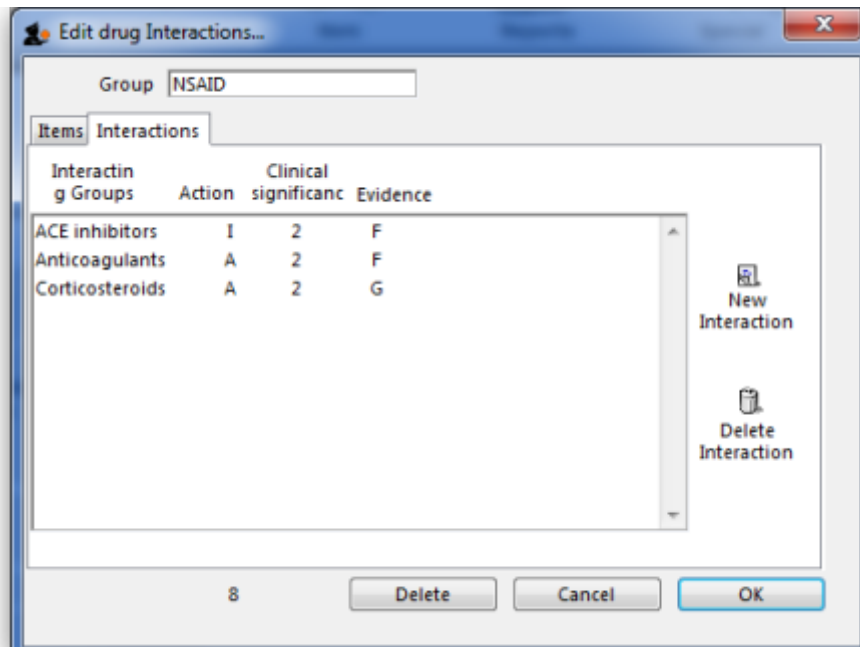 Edit drug Interactions...
Group NSAID
Items Interactions
Interactin Clinical
g Groups Action significanc Evidence
ACE inhibitors I 2 F
Anticoagulants A 2 F
Corticosteroids A 2 G
New
Interaction
Delete
Interaction
8 Delete Cancel OK